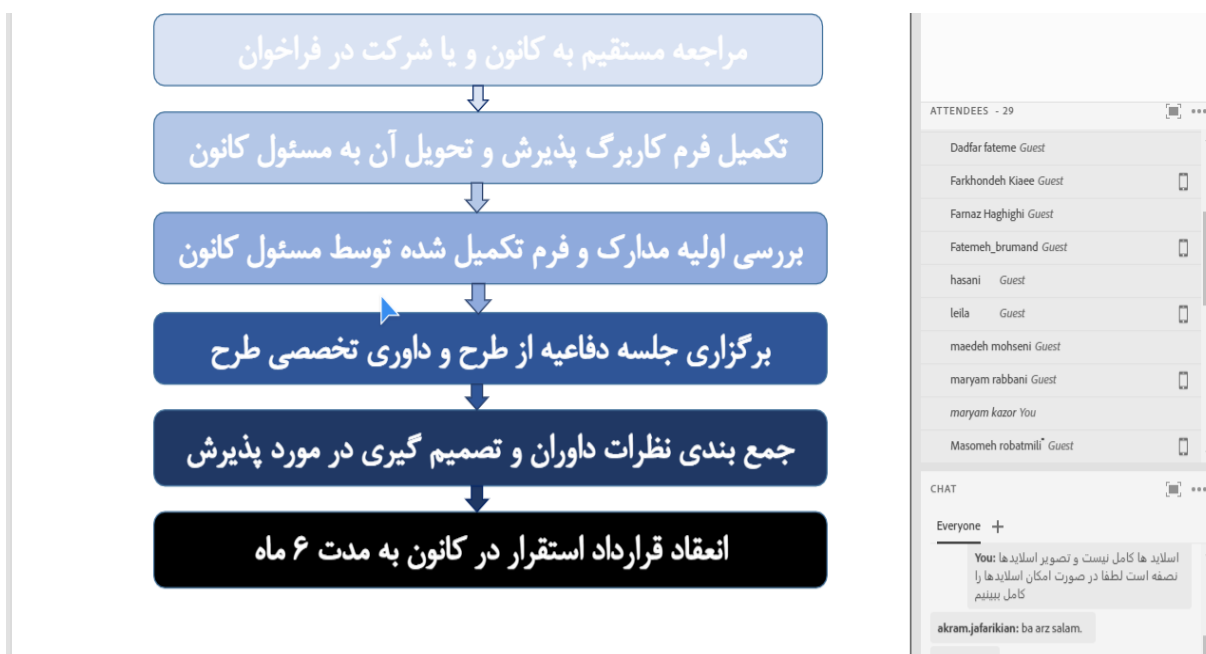 مراجعه مستقیم به کانون و یا شرکت در فراخوان
تکمیل فرم کاربرگ پذیرش و تحویل آن به مسئول کانون
بررسی اولیه مدارک و فرم تکمیل شده توسط مسئول کانون
برگزاری جلسه دفاعیه از طرح و داوری تخصصی طرح
جمع بندی نظرات داوران و تصمیم گیری در مورد پذیرش
انعقاد قرارداد استقرار در کانون به مدت ۶ ماه
ATTENDEES - 29
Dadfar fateme Guest
Farkhondeh Kiaee Guest
Farnaz Haghighi Guest
Fatemeh_brumand Guest
hasani Guest
leila Guest
maedeh mohseni Guest
maryam rabbani Guest
maryam kazor You
Masomeh robatmili Guest
CHAT
Everyone
You: اسلاید ها کامل نیست و تصویر اسلایدها
نصفه است لطفا در صورت امکان اسلایدها را
کامل ببینیم
akram.jafarikian: ba arz salam.